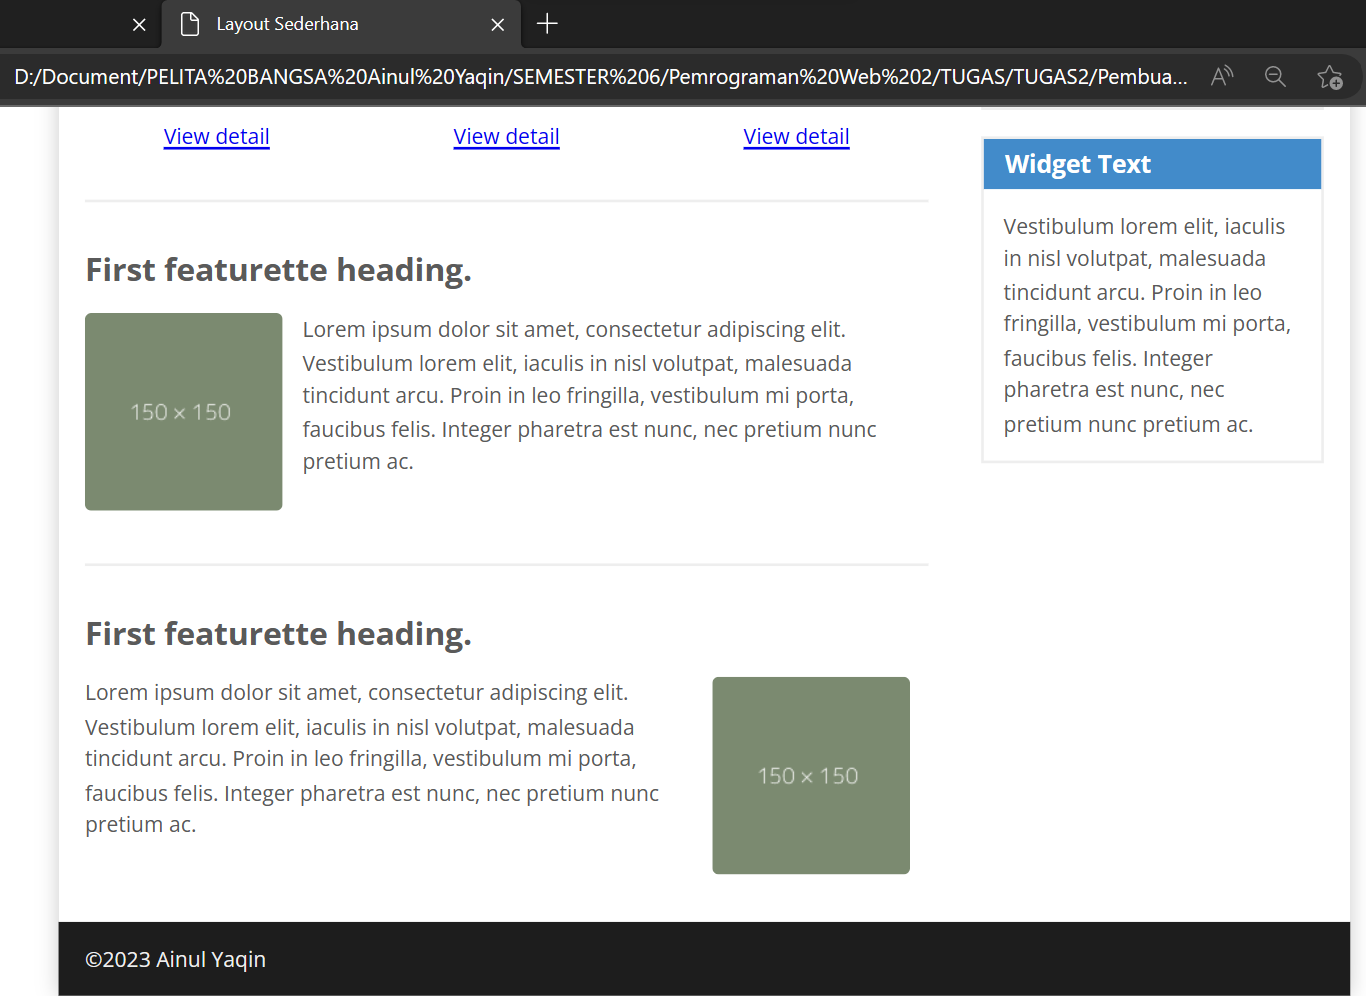 Layout Sederhana
D:/Document/PELITA%20BANGSA%20Ainul%20Yaqin/SEMESTER%206/Pemrograman%20Web%202/TUGAS/TUGAS2/Pembua...
View detail
View detail
View detail
First featurette heading.
150 × 150
Lorem ipsum dolor sit amet, consectetur adipiscing elit.
Vestibulum lorem elit, iaculis in nisl volutpat, malesuada
tincidunt arcu. Proin in leo fringilla, vestibulum mi porta,
faucibus felis. Integer pharetra est nunc, nec pretium nunc
pretium ac.
First featurette heading.
Lorem ipsum dolor sit amet, consectetur adipiscing elit.
Vestibulum lorem elit, iaculis in nisl volutpat, malesuada
tincidunt arcu. Proin in leo fringilla, vestibulum mi porta,
faucibus felis. Integer pharetra est nunc, nec pretium nunc
pretium ac.
150 × 150
Widget Text
Vestibulum lorem elit, iaculis
in nisl volutpat, malesuada
tincidunt arcu. Proin in leo
fringilla, vestibulum mi porta,
faucibus felis. Integer
pharetra est nunc, nec
pretium nunc pretium ac.
©2023 Ainul Yaqin